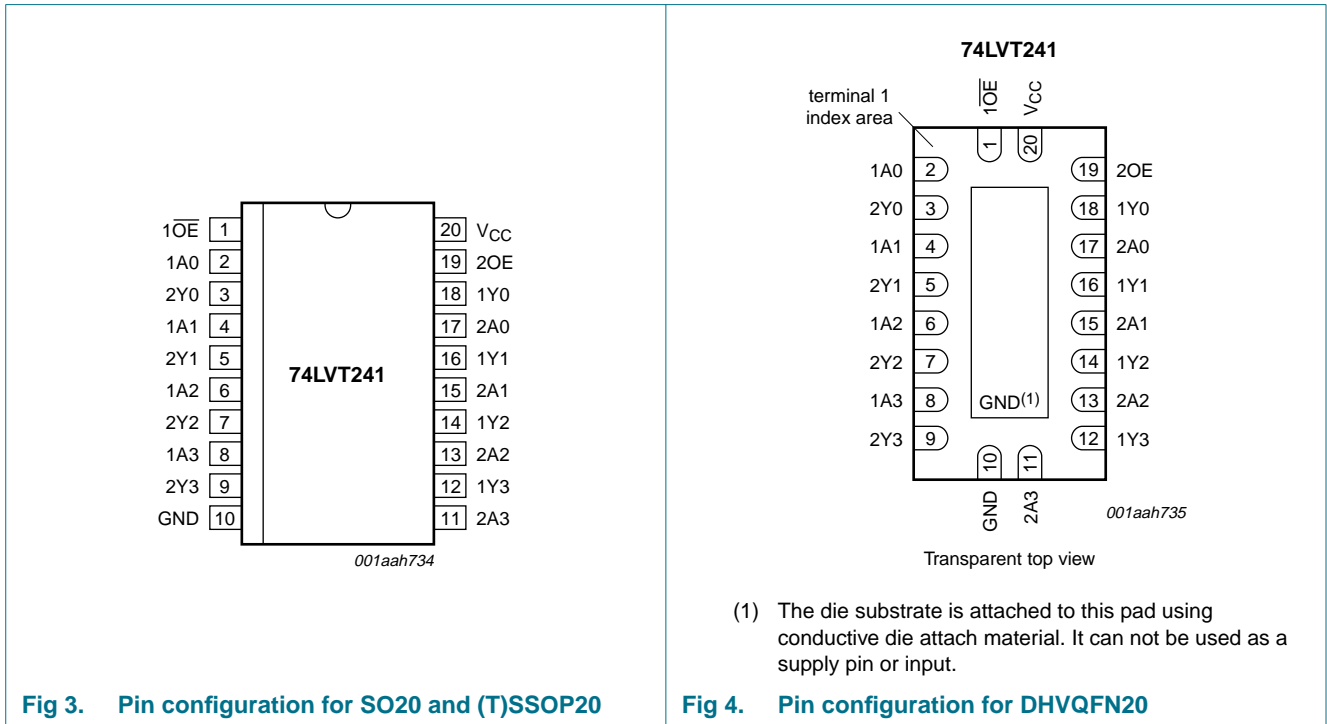 1OE 1
1A0 2
2Y0 3
1A1 4
2Y1 5
1A2 6
2Y2 7
1A3 8
2Y3 9
GND 10
74LVT241
20 VCC
19 2OE
18 1Y0
17 2A0
16 1Y1
15 2A1
14 1Y2
13 2A2
12 1Y3
11 2A3
001aah734
Fig 3. Pin configuration for SO20 and (T)SSOP20
74LVT241
terminal 1
index area
1OE
VCC
1
20
1A0 2
2Y0 3
1A1 4
2Y1 5
1A2 6
2Y2 7
1A3 8
2Y3 9
19 2OE
18 1Y0
17 2A0
16 1Y1
15 2A1
14 1Y2
13 2A2
12 1Y3
GND(1)
10
11
GND
2A3
001aah735
Transparent top view
(1) The die substrate is attached to this pad using
conductive die attach material. It can not be used as a
supply pin or input.
Fig 4. Pin configuration for DHVQFN20